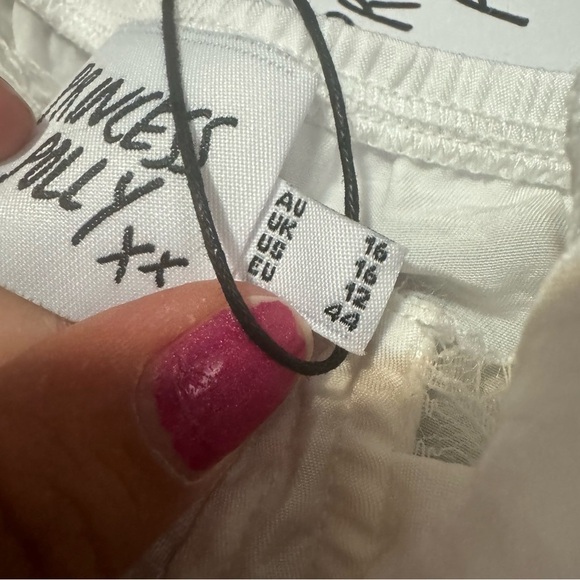 PRINCESS
POLLY
XX
AU 16
UK 16
US 12
EU 44